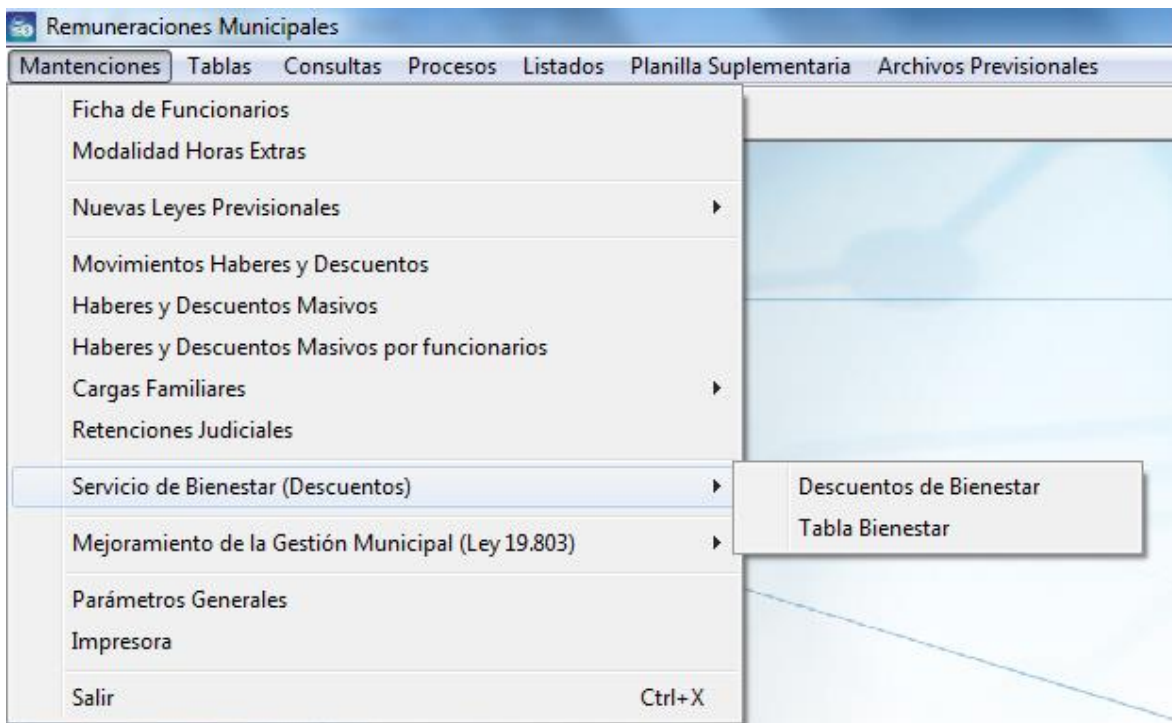 Remuneraciones Municipales
Mantenciones Tablas Consultas Procesos Listados Planilla Suplementaria Archivos Previsionales
Ficha de Funcionarios
Modalidad Horas Extras
Nuevas Leyes Previsionales
Movimientos Haberes y Descuentos
Haberes y Descuentos Masivos
Haberes y Descuentos Masivos por funcionarios
Cargas Familiares
Retenciones Judiciales
Servicio de Bienestar (Descuentos)
Descuentos de Bienestar
Tabla Bienestar
Mejoramiento de la Gestión Municipal (Ley 19.803)
Parámetros Generales
Impresora
Salir Ctrl+X